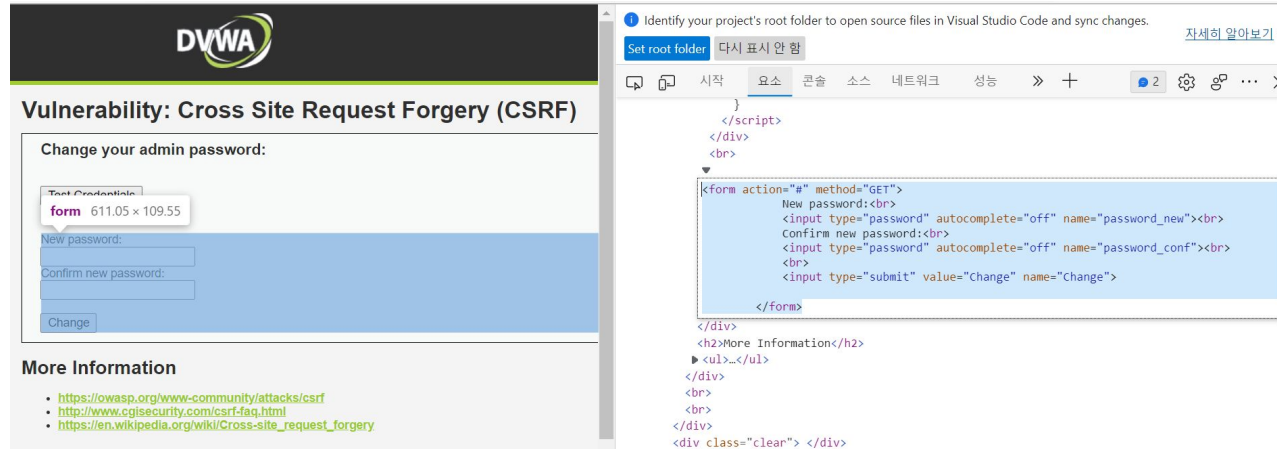 DVWA
Vulnerability: Cross Site Request Forgery (CSRF)
Change your admin password:
Test Credentials
form 611.05 × 109.55
New password:
Confirm new password:
Change
More Information
https://owasp.org/www-community/attacks/csrf
http://www.cgisecurity.com/csrf-faq.html
https://en.wikipedia.org/wiki/Cross-site_request_forgery
Identify your project's root folder to open source files in Visual Studio Code and sync changes.
자세히 알아보기
Set root folder 다시 표시 안 함
시작 요소 콘솔 소스 네트워크 성능 2
}
</script>
</div>
<br>
<form action="#" method="GET">
New password:<br>
<input type="password" autocomplete="off" name="password_new"><br>
Confirm new password:<br>
<input type="password" autocomplete="off" name="password_conf"><br>
<br>
<input type="submit" value="Change" name="Change">
</form>
</div>
<h2>More Information</h2>
<ul>…</ul>
</div>
<br>
<br>
</div>
<div class="clear"> </div>